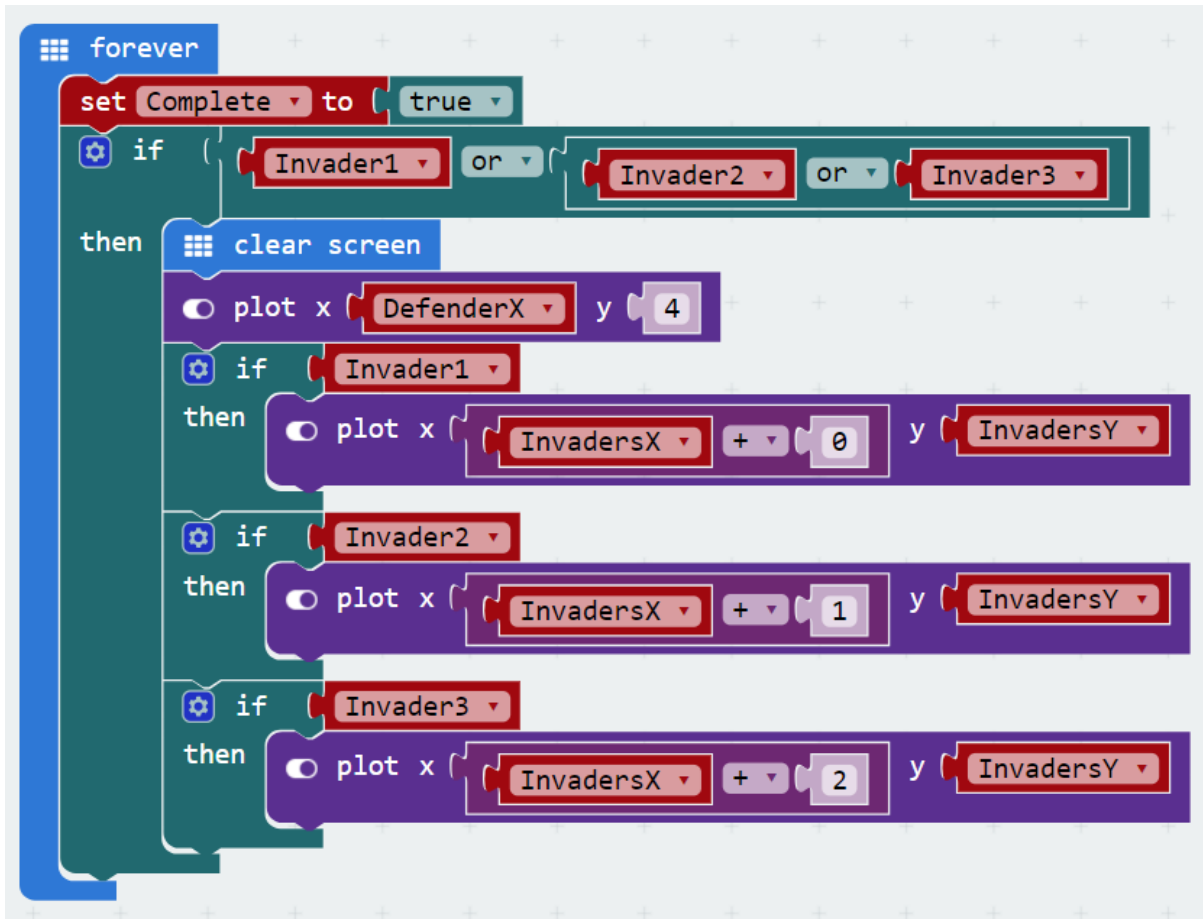 forever
set Complete to true
if Invader1 or Invader2 or Invader3
then clear screen
plot x DefenderX y 4
if Invader1
then plot x InvadersX + 0 y InvadersY
if Invader2
then plot x InvadersX + 1 y InvadersY
if Invader3
then plot x InvadersX + 2 y InvadersY